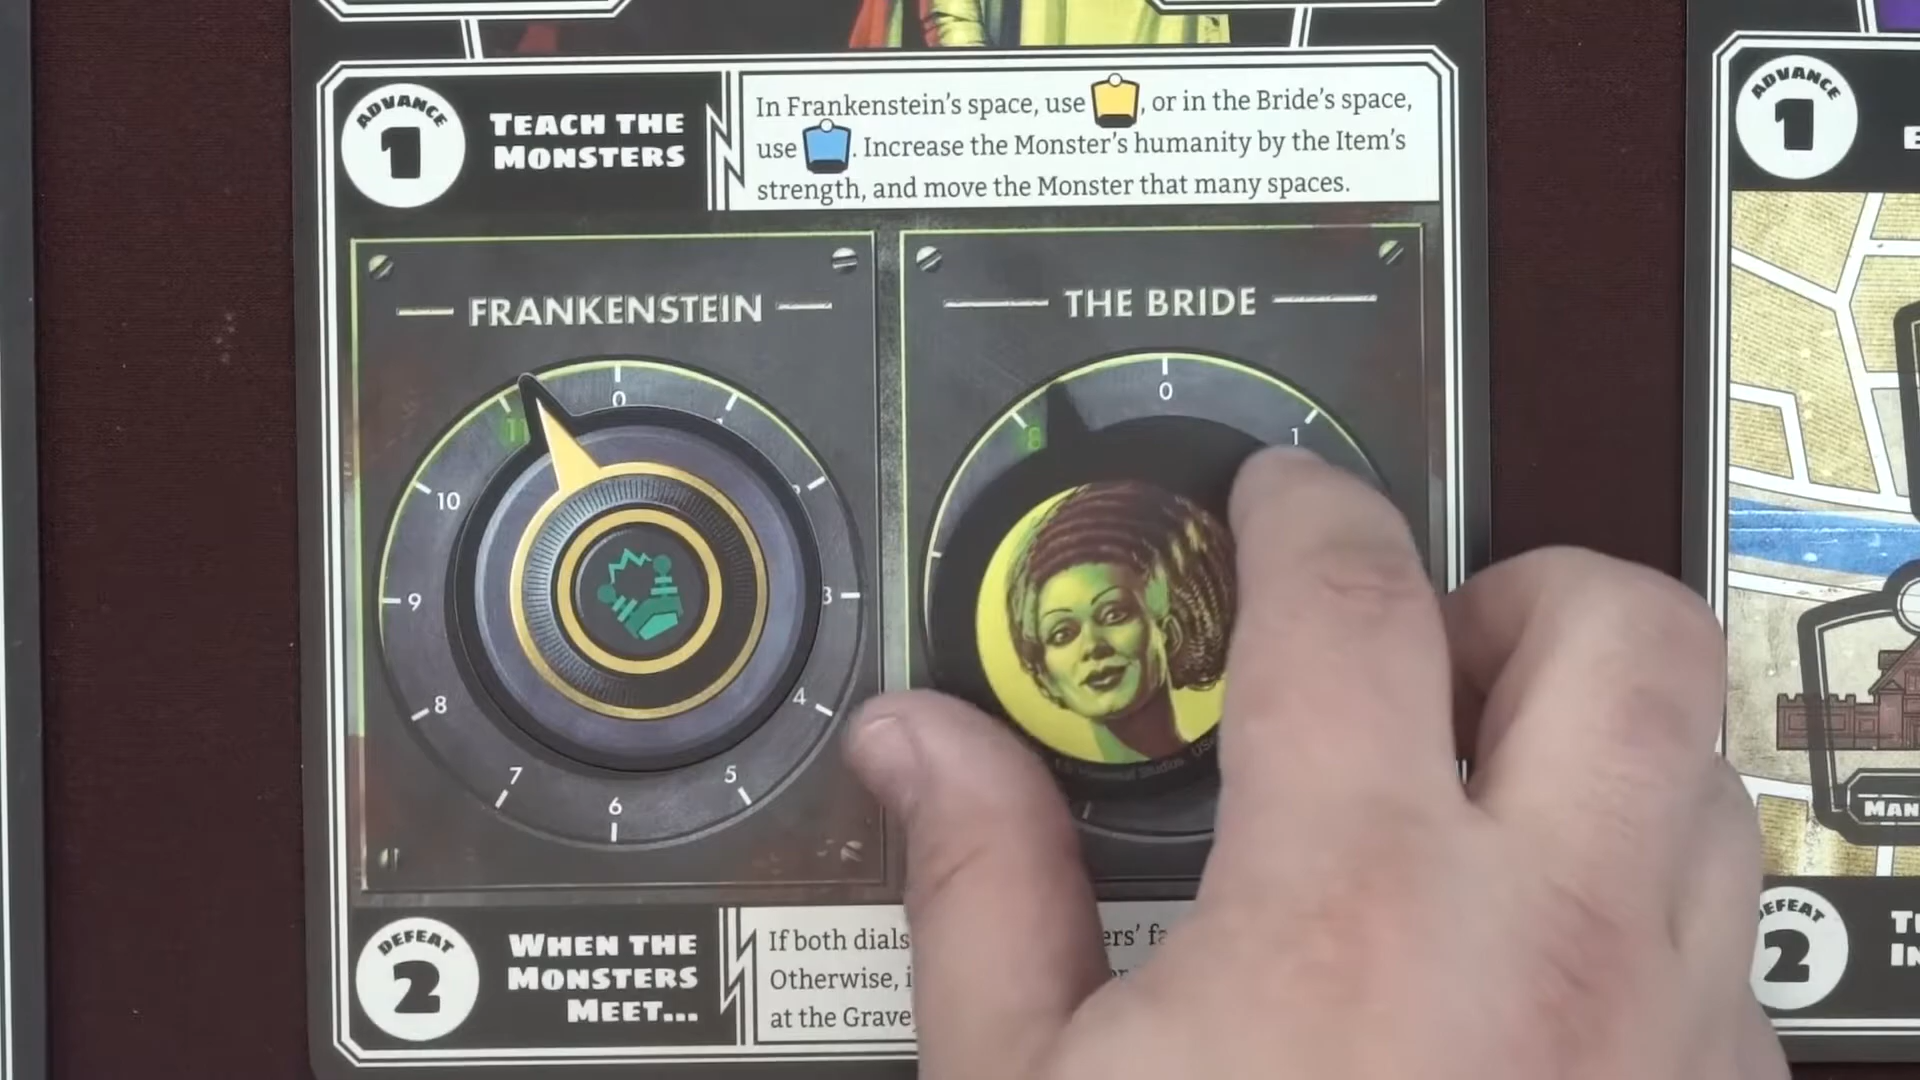 ADVANCE
1
TEACH THE
MONSTERS
In Frankenstein's space, use , or in the Bride's space,
use . Increase the Monster's humanity by the Item's
strength, and move the Monster that many spaces.
ADVANCE
1
FRANKENSTEIN
0
3
4
5
6
7
8
9
10
11
THE BRIDE
0
1
8
Studios
MAN
DEFEAT
2
WHEN THE
MONSTERS
MEET...
If both dials
Otherwise,
at the
2